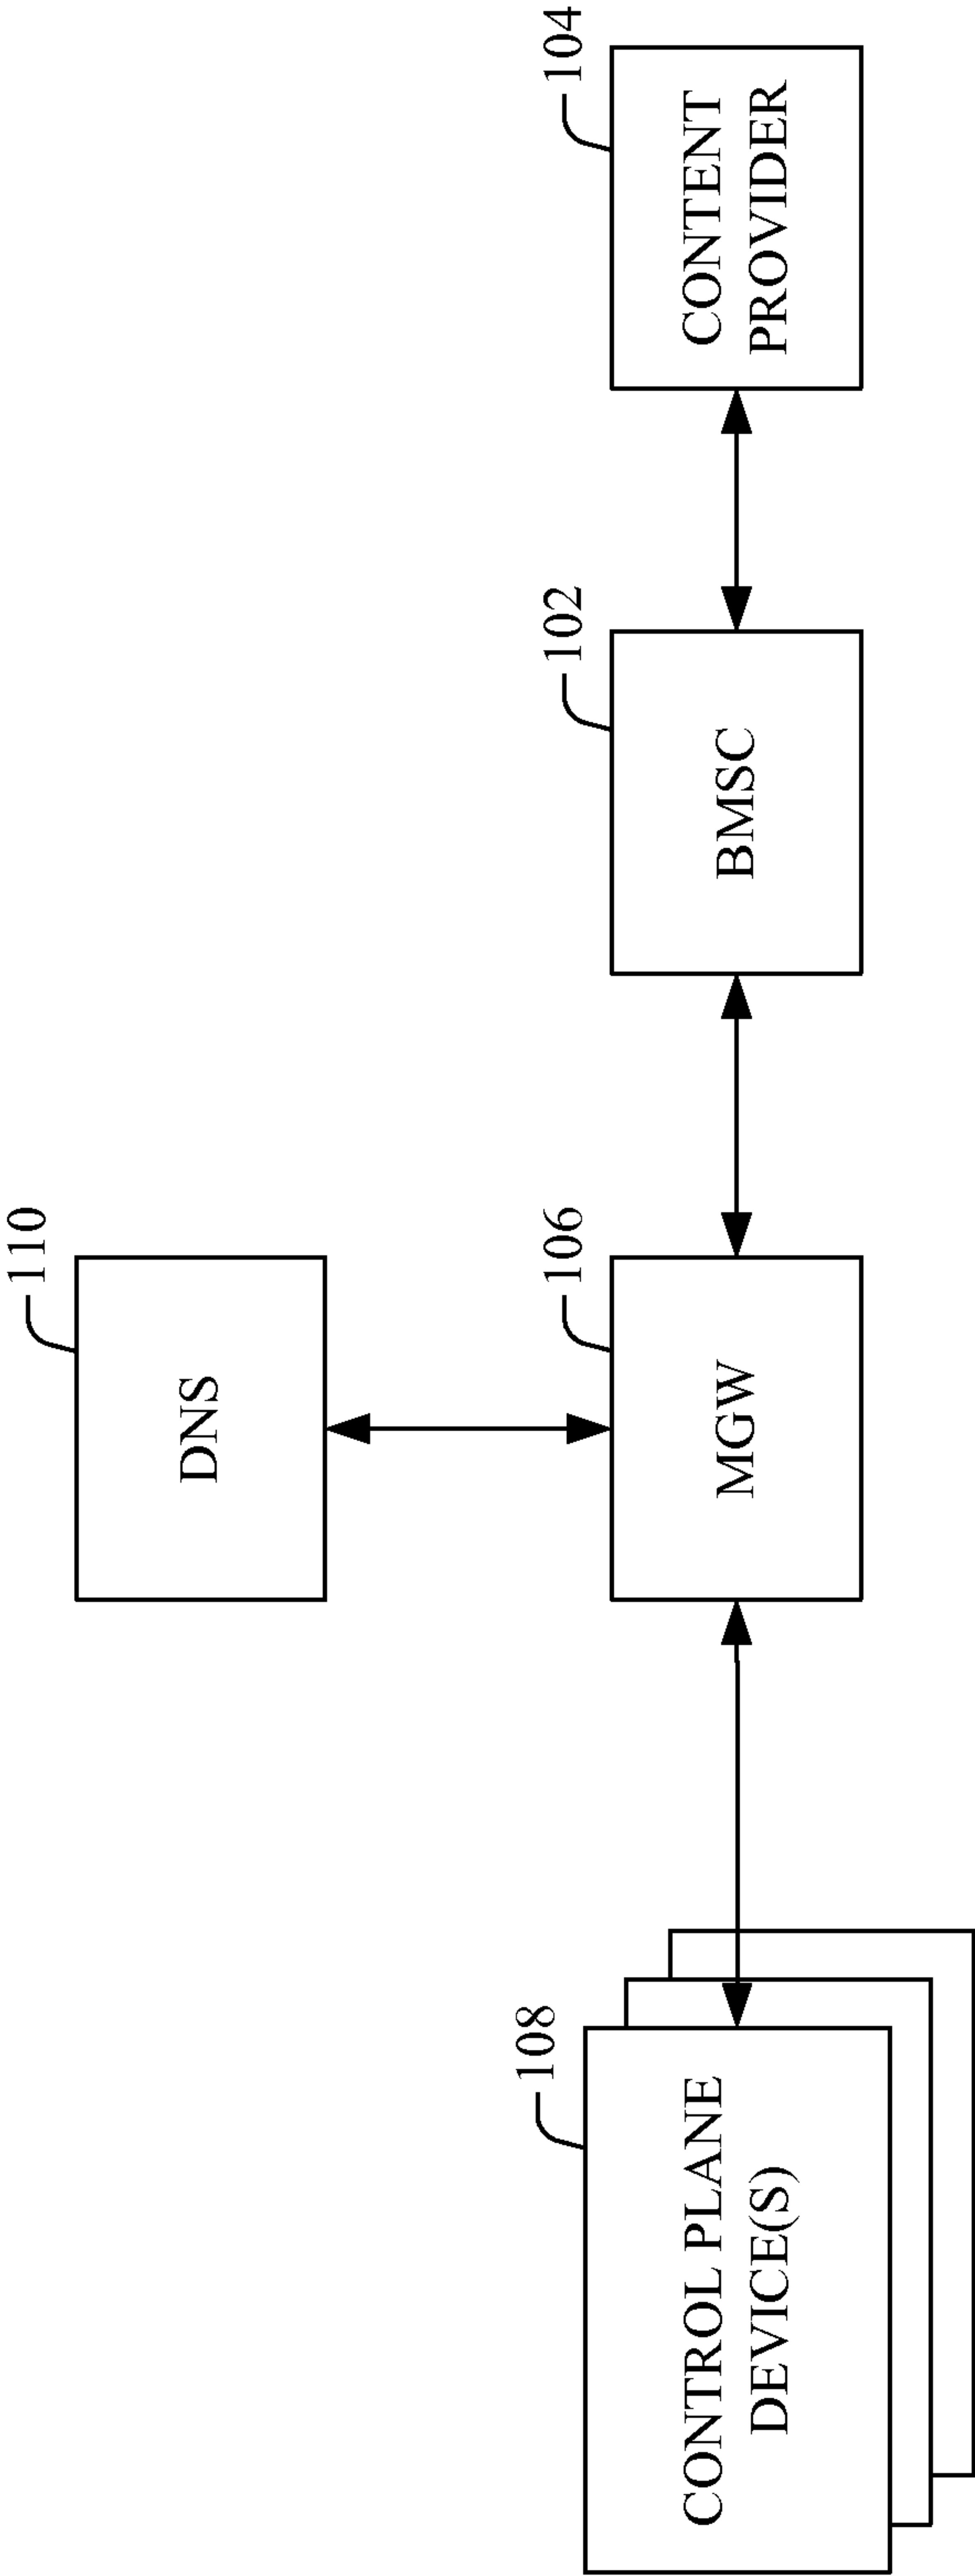 110
DNS
108
CONTROL PLANE
DEVICE(S)
106
MGW
102
BMSC
104
CONTENT
PROVIDER